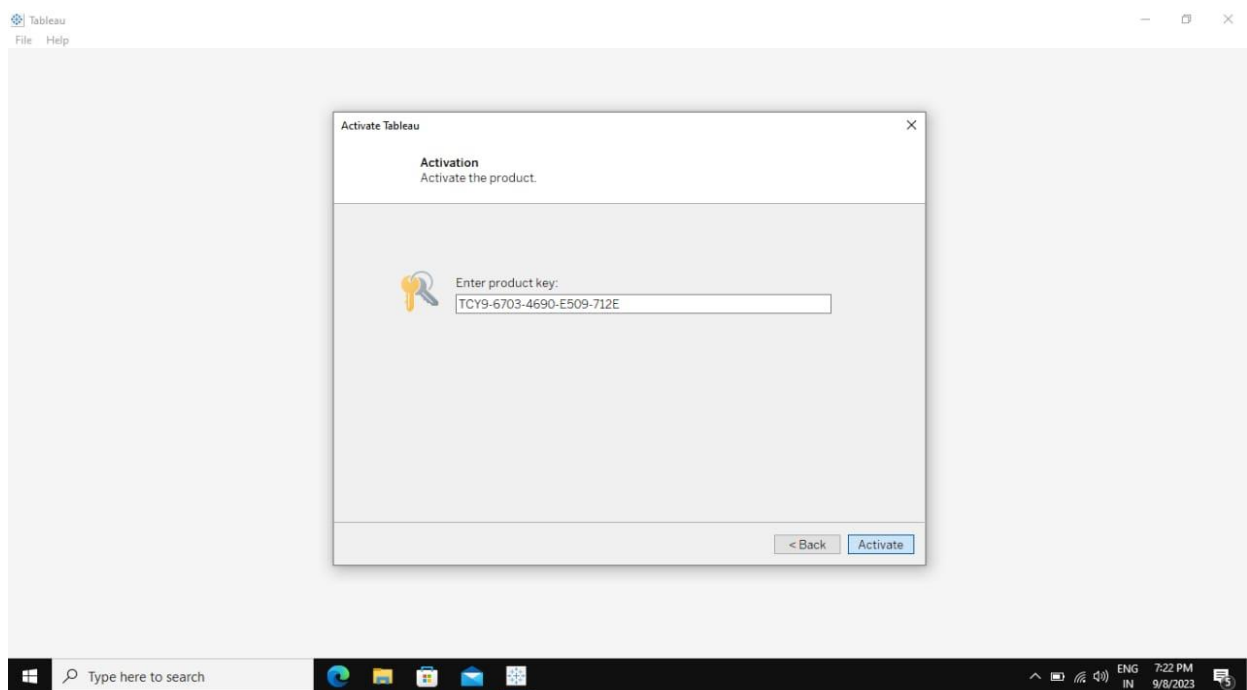 Tableau
File Help
Activate Tableau
Activation
Activate the product.
Enter product key:
TCY9-6703-4690-E509-712E
< Back Activate
Type here to search
ENG 7:22 PM
IN 9/8/2023
5